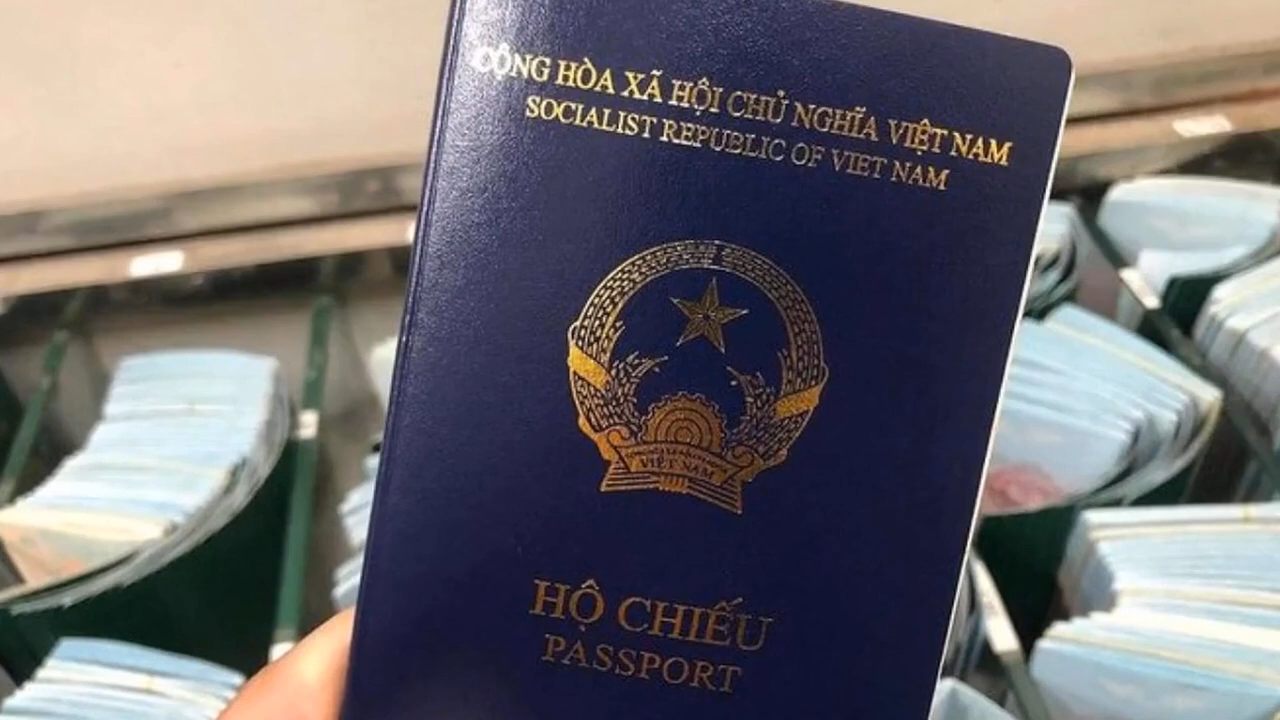 CỘNG HÒA XÃ HỘI CHỦ NGHĨA VIỆT NAM
SOCIALIST REPUBLIC OF VIET NAM
VIỆT NAM
HỘ CHIẾU
PASSPORT